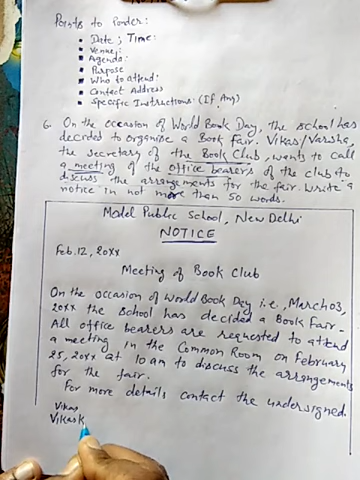 Points to Ponder:
▪ Date; Time:
▪ Venue;
▪ Agenda:
▪ Purpose
▪ Who to attend:
▪ Contact Address
▪ Specific Instructions: (If Any)
6. On the occasion of World Book Day, the school has
decided to organise a Book Fair. Vikas/Varsha,
the secretary of the Book Club, wants to call
a meeting of the office bearers of the club to
discuss the arrangements for the fair. Write a
notice in not more than 50 words.
Model Public School, New Delhi
NOTICE
Feb. 12, 20xx
Meeting of Book Club
On the occasion of World Book Day i.e., March 03,
20xx the school has decided a Book Fair.
All office bearers are requested to attend
a meeting in the Common Room on February
25, 20xx at 10 am to discuss the arrangements
for the fair.
For more details contact the undersigned.
Vikas
Vikas K